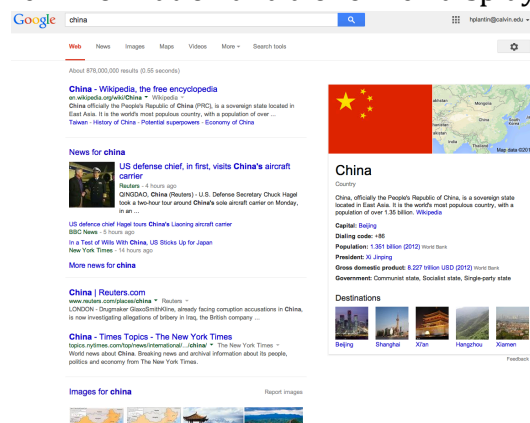 Google china hplantin@calvin.edu
Web News Images Maps Videos More Search tools
About 879,000,000 results (0.55 seconds)
China - Wikipedia, the free encyclopedia
en.wikipedia.org/wiki/China Wikipedia
China officially the People's Republic of China (PRC), is a sovereign state located in
East Asia. It is the world's most populous country, with a population of over ...
Taiwan - History of China - Potential superpowers - Economy of China
News for china
US defense chief, in first, visits China's aircraft
carrier
Reuters - 4 hours ago
QINGDAO, China (Reuters) - U.S. Defense Secretary Chuck Hagel
took a two-hour tour around China's sole aircraft carrier on Monday,
in an ...
US defence chief Hagel tours China's Liaoning aircraft carrier
BBC News - 5 hours ago
In a Test of Wills With China, US Sticks Up for Japan
New York Times - 14 hours ago
More news for china
China | Reuters.com
www.reuters.com/places/china Reuters
LONDON - Drugmaker GlaxoSmithKline, already facing corruption accusations in China,
is now investigating allegations of bribery in Iraq, the British company ...
China - Times Topics - The New York Times
topics.nytimes.com/top/news/international/.../china/ The New York Times
World news about China. Breaking news and archival information about its people,
politics and economy from The New York Times.
Images for china Report images
Mongolia
China
South
Korea
India
Thailand
Map data ©201
China
Country
China, officially the People's Republic of China, is a sovereign state
located in East Asia. It is the world's most populous country, with a
population of over 1.35 billion. Wikipedia
Capital: Beijing
Dialing code: +86
Population: 1.351 billion (2012) World Bank
President: Xi Jinping
Gross domestic product: 8.227 trillion USD (2012) World Bank
Government: Communist state, Socialist state, Single-party state
Destinations
Beijing Shanghai Xi'an Hangzhou Xiamen
Feedback